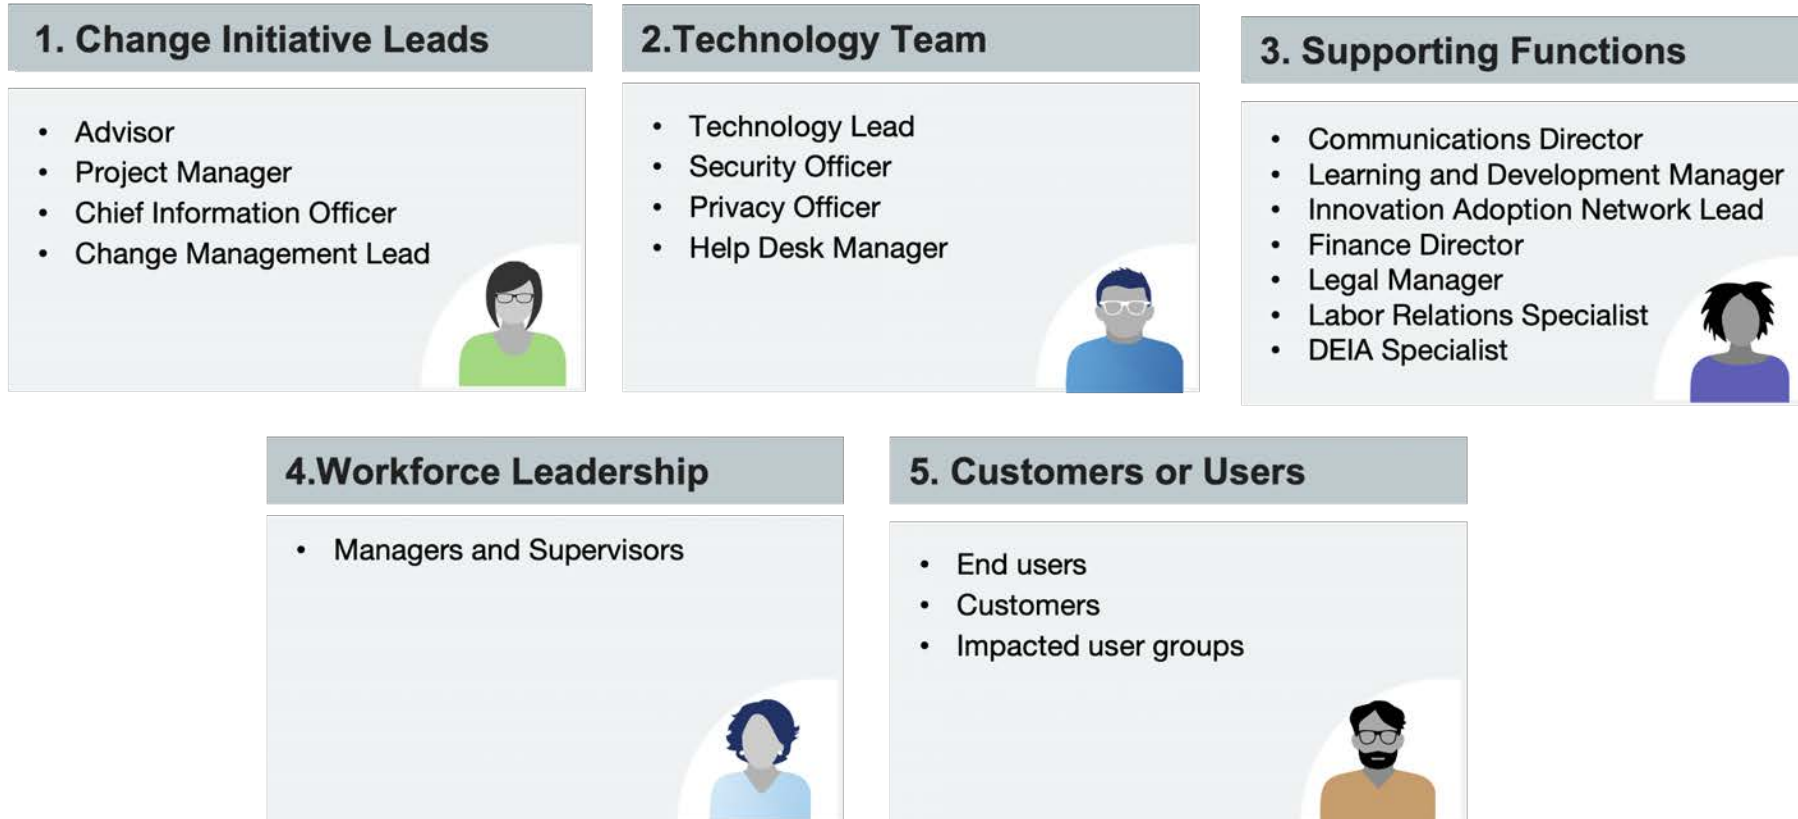 1. Change Initiative Leads
• Advisor
• Project Manager
• Chief Information Officer
• Change Management Lead
2.Technology Team
• Technology Lead
• Security Officer
• Privacy Officer
• Help Desk Manager
3. Supporting Functions
• Communications Director
• Learning and Development Manager
• Innovation Adoption Network Lead
• Finance Director
• Legal Manager
• Labor Relations Specialist
• DEIA Specialist
4.Workforce Leadership
• Managers and Supervisors
5. Customers or Users
• End users
• Customers
• Impacted user groups